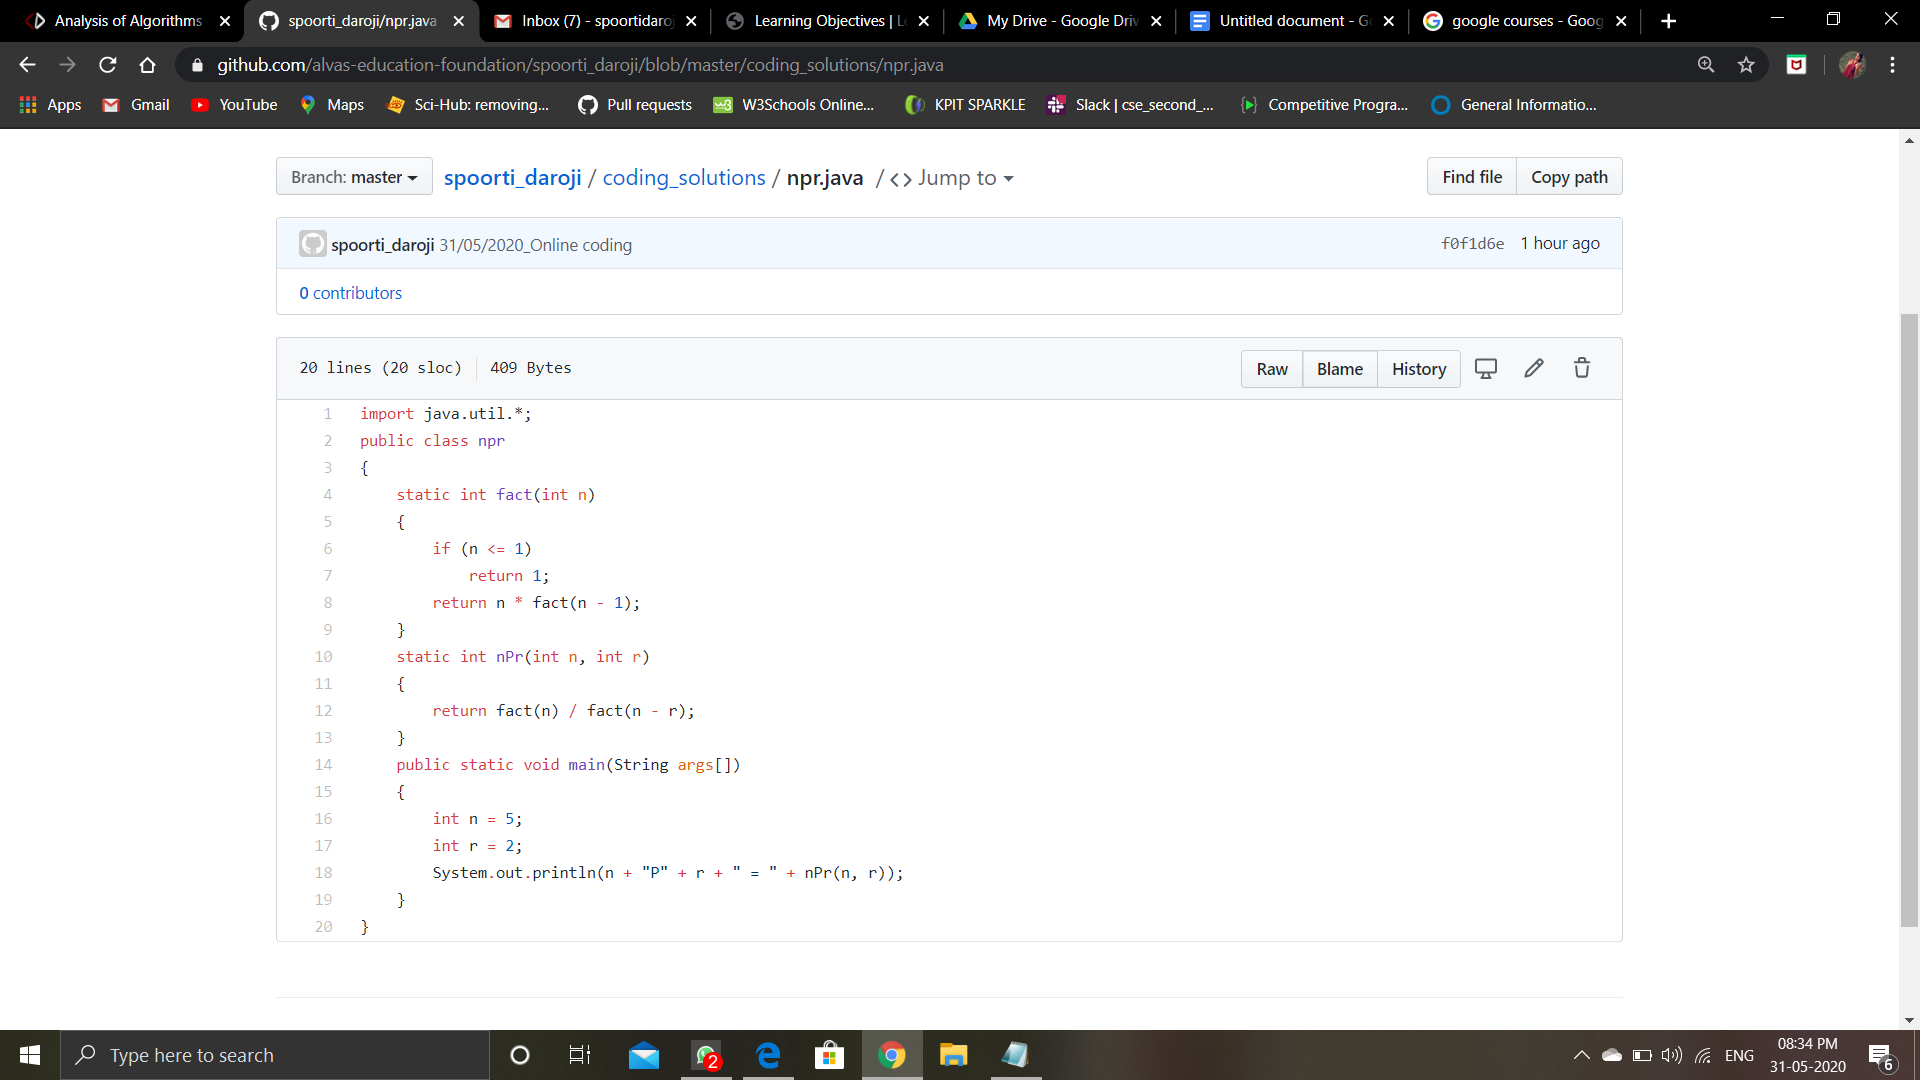 Analysis of Algorithms
spoorti_daroji/npr.java
Inbox (7) - spoortidaroj
Learning Objectives | Le
My Drive - Google Driv
Untitled document - Go
google courses - Goog
github.com/alvas-education-foundation/spoorti_daroji/blob/master/coding_solutions/npr.java
Apps
Gmail
YouTube
Maps
Sci-Hub: removing...
Pull requests
W3Schools Online...
KPIT SPARKLE
Slack | cse_second_...
Competitive Progra...
General Informatio...
Branch: master
spoorti_daroji / coding_solutions / npr.java / <> Jump to
Find file
Copy path
spoorti_daroji 31/05/2020_Online coding
f0f1d6e 1 hour ago
0 contributors
20 lines (20 sloc) 409 Bytes
Raw
Blame
History
1 import java.util.*;
2 public class npr
3 {
4 static int fact(int n)
5 {
6 if (n <= 1)
7 return 1;
8 return n * fact(n - 1);
9 }
10 static int nPr(int n, int r)
11 {
12 return fact(n) / fact(n - r);
13 }
14 public static void main(String args[])
15 {
16 int n = 5;
17 int r = 2;
18 System.out.println(n + "P" + r + " = " + nPr(n, r));
19 }
20 }
Type here to search
2
ENG
08:34 PM
31-05-2020
6